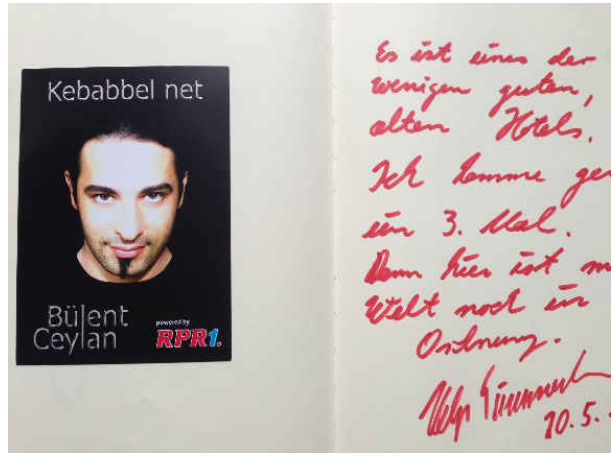 Kebabbel net
Bülent
Ceylan
powered by
RPR1.
Es ist eines der
wenigen guten,
alten Hotels.
Ich komme
ein 3. Mal.
Denn hier ist
Welt noch in
Ordnung.
10.5.